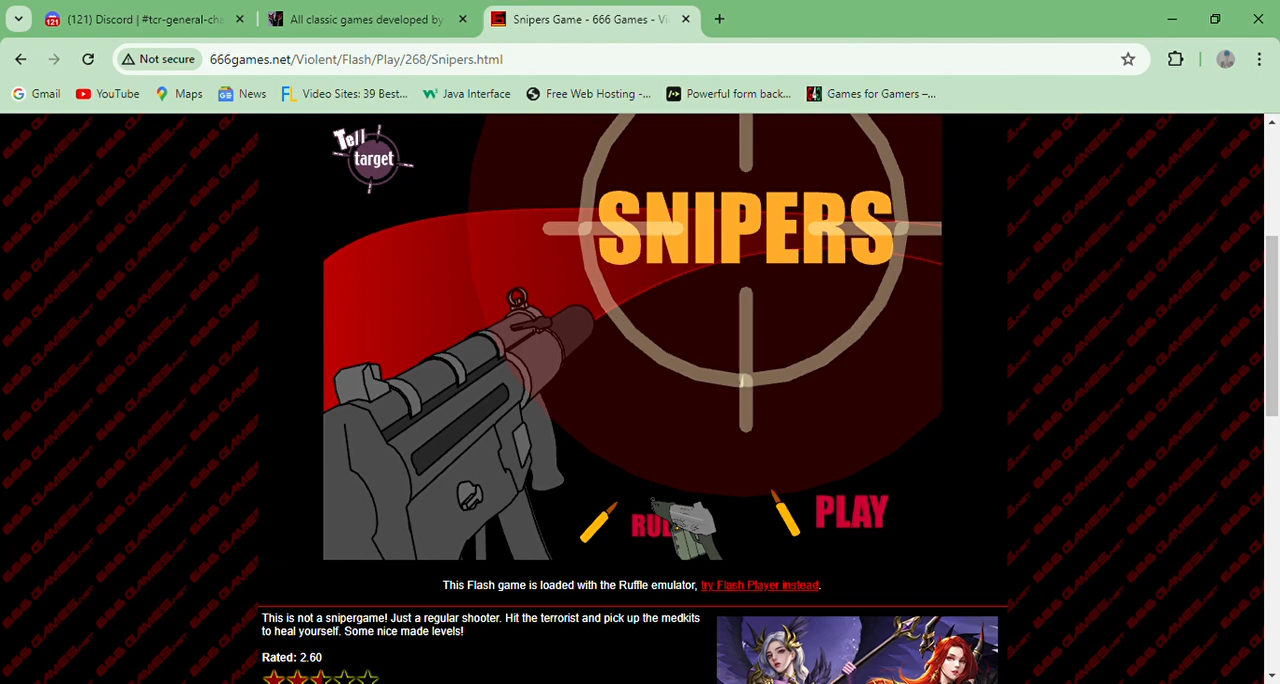 (121) Discord | #tcr-general-cha
All classic games developed by
Snipers Game - 666 Games - Vi
Not secure
666games.net/Violent/Flash/Play/268/Snipers.html
Gmail
YouTube
Maps
News
Video Sites: 39 Best...
Java Interface
Free Web Hosting -...
Powerful form back...
Games for Gamers –...
Tell
target
SNIPERS
RUL
PLAY
This Flash game is loaded with the Ruffle emulator, try Flash Player instead.
This is not a snipergame! Just a regular shooter. Hit the terrorist and pick up the medkits
to heal yourself. Some nice made levels!
Rated: 2.60